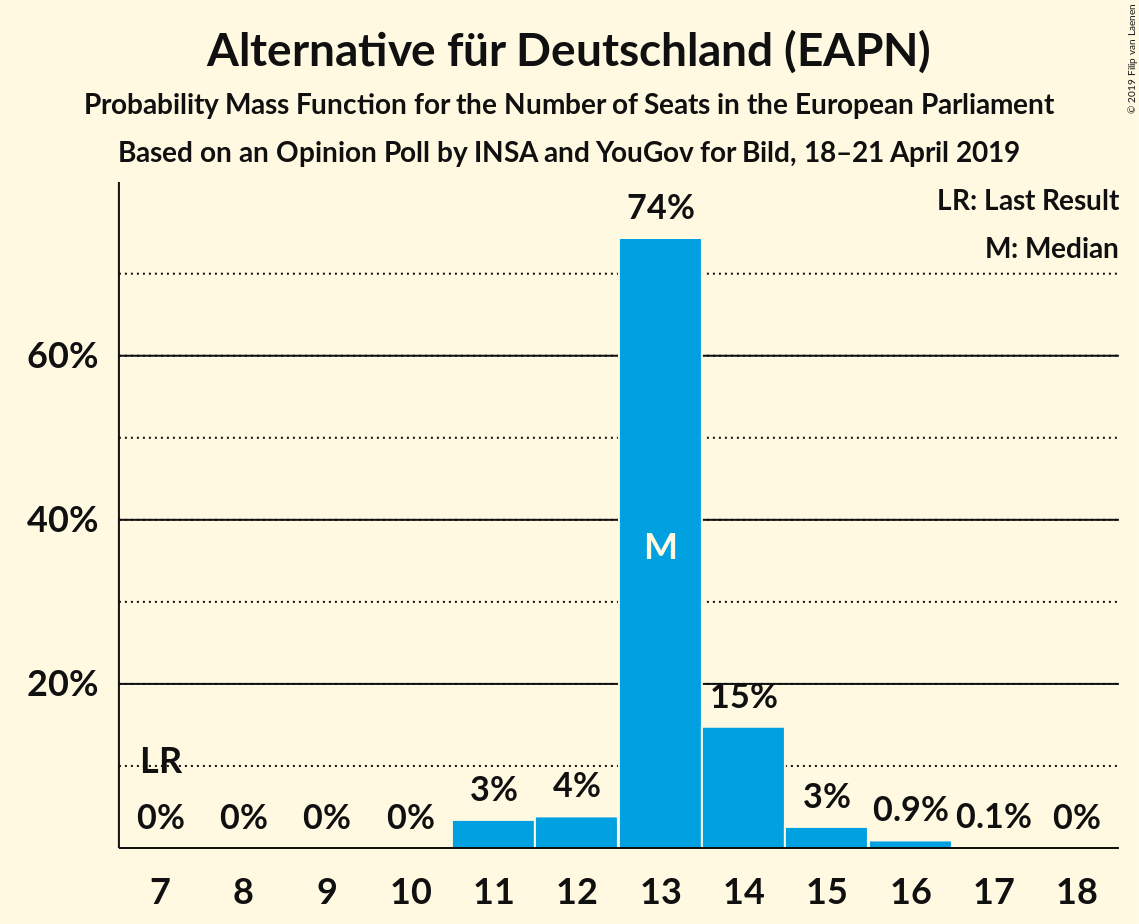 Alternative für Deutschland (EAPN)
Probability Mass Function for the Number of Seats in the European Parliament
Based on an Opinion Poll by INSA and YouGov for Bild, 18–21 April 2019
© 2019 Filip van Laenen
LR: Last Result
M: Median
74%
60%
40%
M
20%
15%
LR
0% 0% 0% 0% 3% 4% 3% 0.9% 0.1% 0%
7 8 9 10 11 12 13 14 15 16 17 18